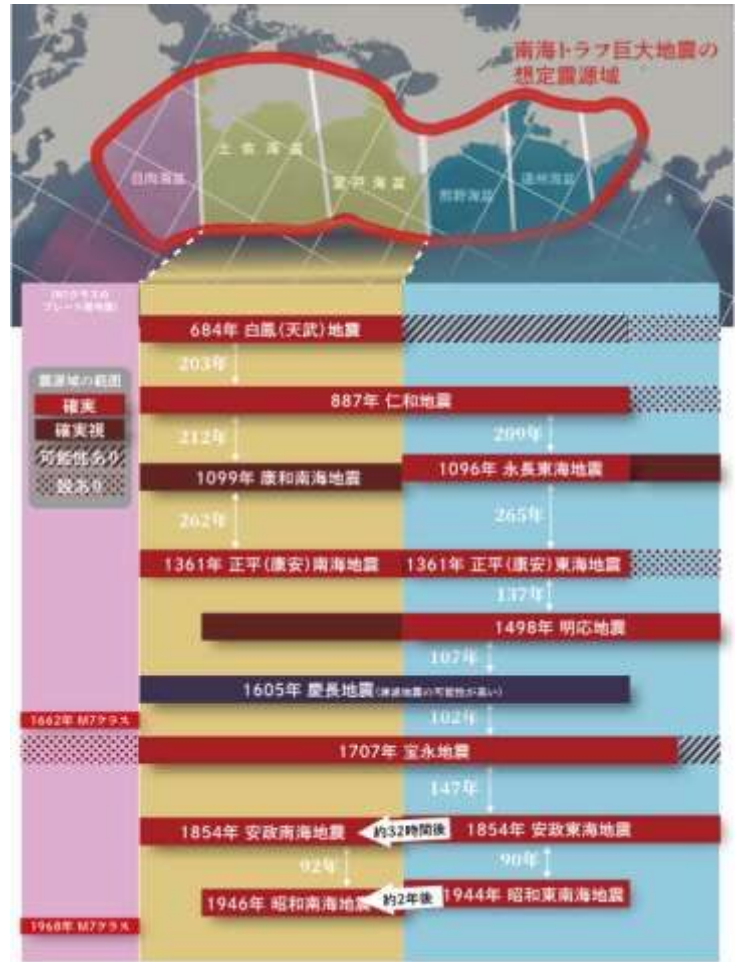 南海トラフ巨大地震の
想定震源域
日向海盆
土佐海盆
室戸海盆
熊野海盆
遠州海盆
684年 白鳳(天武)地震
203年
震源域の範囲
確実
確実視
可能性あり
説あり
887年 仁和地震
212年
209年
1099年 康和南海地震
1096年 永長東海地震
262年
265年
1361年 正平(康安)南海地震
1361年 正平(康安)東海地震
137年
1498年 明応地震
107年
1605年 慶長地震
102年
1662年 M7クラス
1707年 宝永地震
147年
1854年 安政南海地震
約32時間後
1854年 安政東海地震
92年
90年
1946年 昭和南海地震
約2年後
1944年 昭和東南海地震
1968年 M7クラス